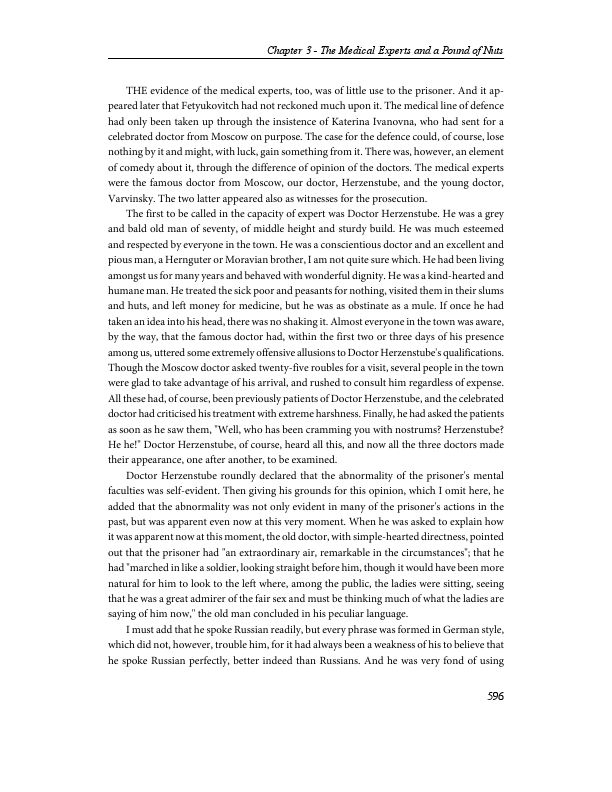 Chapter 3 - The Medical Experts and a Pound of Nuts
THE evidence of the medical experts, too, was of little use to the prisoner. And it ap-
peared later that Fetyukovitch had not reckoned much upon it. The medical line of defence
had only been taken up through the insistence of Katerina Ivanovna, who had sent for a
celebrated doctor from Moscow on purpose. The case for the defence could, of course, lose
nothing by it and might, with luck, gain something from it. There was, however, an element
of comedy about it, through the difference of opinion of the doctors. The medical experts
were the famous doctor from Moscow, our doctor, Herzenstube, and the young doctor,
Varvinsky. The two latter appeared also as witnesses for the prosecution.
The first to be called in the capacity of expert was Doctor Herzenstube. He was a grey
and bald old man of seventy, of middle height and sturdy build. He was much esteemed
and respected by everyone in the town. He was a conscientious doctor and an excellent and
pious man, a Hernguter or Moravian brother, I am not quite sure which. He had been living
amongst us for many years and behaved with wonderful dignity. He was a kind-hearted and
humane man. He treated the sick poor and peasants for nothing, visited them in their slums
and huts, and left money for medicine, but he was as obstinate as a mule. If once he had
taken an idea into his head, there was no shaking it. Almost everyone in the town was aware,
by the way, that the famous doctor had, within the first two or three days of his presence
among us, uttered some extremely offensive allusions to Doctor Herzenstube's qualifications.
Though the Moscow doctor asked twenty-five roubles for a visit, several people in the town
were glad to take advantage of his arrival, and rushed to consult him regardless of expense.
All these had, of course, been previously patients of Doctor Herzenstube, and the celebrated
doctor had criticised his treatment with extreme harshness. Finally, he had asked the patients
as soon as he saw them, "Well, who has been cramming you with nostrums? Herzenstube?
He he!" Doctor Herzenstube, of course, heard all this, and now all the three doctors made
their appearance, one after another, to be examined.
Doctor Herzenstube roundly declared that the abnormality of the prisoner's mental
faculties was self-evident. Then giving his grounds for this opinion, which I omit here, he
added that the abnormality was not only evident in many of the prisoner's actions in the
past, but was apparent even now at this very moment. When he was asked to explain how
it was apparent now at this moment, the old doctor, with simple-hearted directness, pointed
out that the prisoner had "an extraordinary air, remarkable in the circumstances"; that he
had "marched in like a soldier, looking straight before him, though it would have been more
natural for him to look to the left where, among the public, the ladies were sitting, seeing
that he was a great admirer of the fair sex and must be thinking much of what the ladies are
saying of him now," the old man concluded in his peculiar language.
I must add that he spoke Russian readily, but every phrase was formed in German style,
which did not, however, trouble him, for it had always been a weakness of his to believe that
he spoke Russian perfectly, better indeed than Russians. And he was very fond of using
596